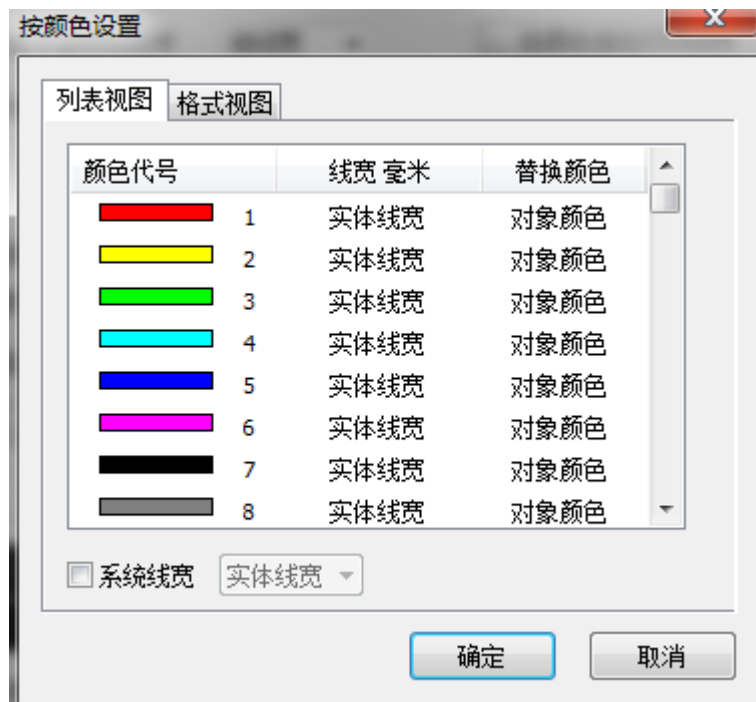 按颜色设置
列表视图 格式视图
颜色代号 线宽 毫米 替换颜色
1 实体线宽 对象颜色
2 实体线宽 对象颜色
3 实体线宽 对象颜色
4 实体线宽 对象颜色
5 实体线宽 对象颜色
6 实体线宽 对象颜色
7 实体线宽 对象颜色
8 实体线宽 对象颜色
系统线宽 实体线宽
确定 取消